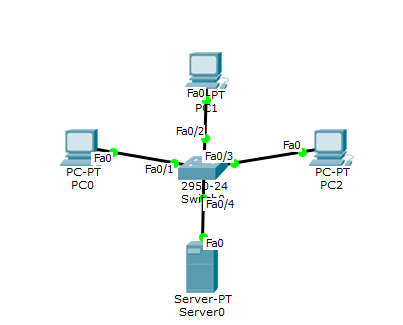 Fa0
PT
PC1
Fa0/2
Fa0
PC-PT
PC0
Fa0/1
Fa0/3
Fa0
PC-PT
PC2
2950-24
Fa0/4
Fa0
Server-PT
Server0